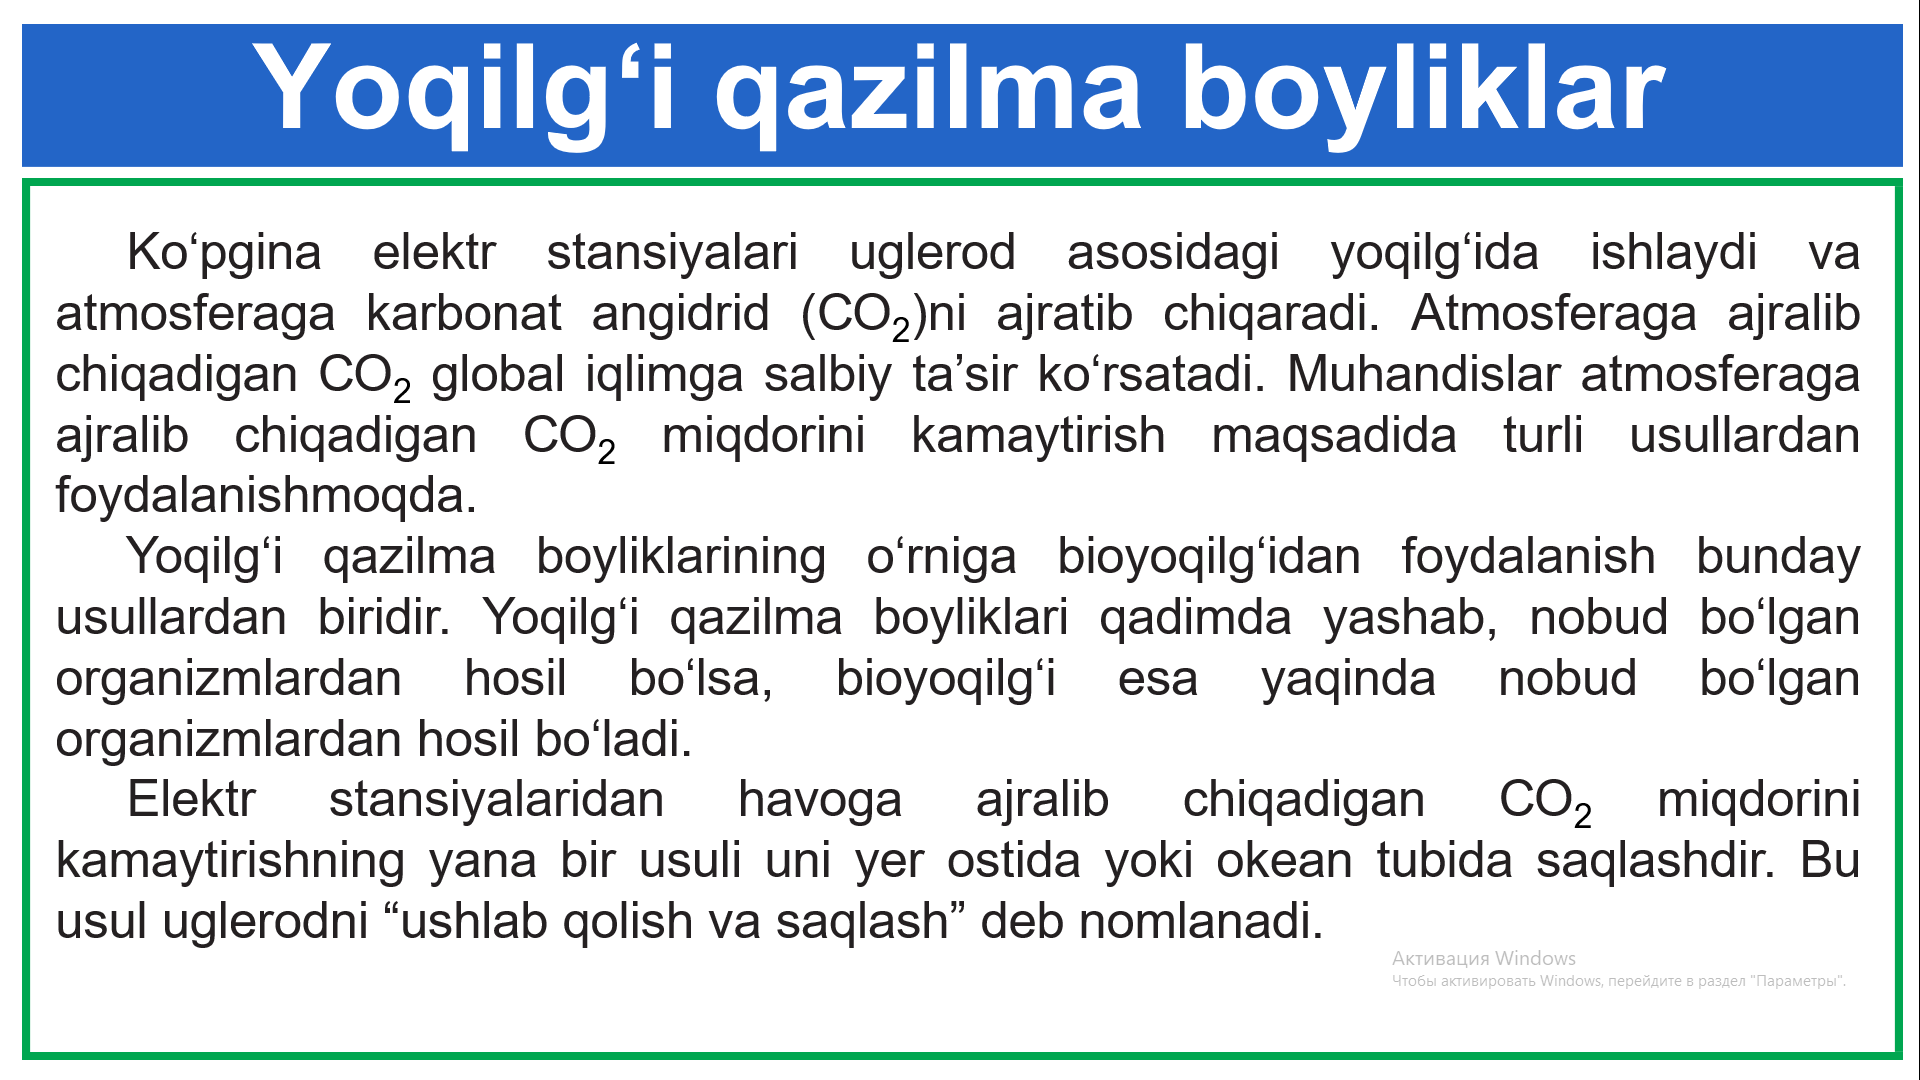 Yoqilg‘i qazilma boyliklar
Ko‘pgina elektr stansiyalari uglerod asosidagi yoqilg‘ida ishlaydi va
atmosferaga karbonat angidrid (CO₂)ni ajratib chiqaradi. Atmosferaga ajralib
chiqadigan CO₂ global iqlimga salbiy ta’sir ko‘rsatadi. Muhandislar atmosferaga
ajralib chiqadigan CO₂ miqdorini kamaytirish maqsadida turli usullardan
foydalanishmoqda.
Yoqilg‘i qazilma boyliklarining o‘rniga bioyoqilg‘idan foydalanish bunday
usullardan biridir. Yoqilg‘i qazilma boyliklari qadimda yashab, nobud bo‘lgan
organizmlardan hosil bo‘lsa, bioyoqilg‘i esa yaqinda nobud bo‘lgan
organizmlardan hosil bo‘ladi.
Elektr stansiyalaridan havoga ajralib chiqadigan CO₂ miqdorini
kamaytirishning yana bir usuli uni yer ostida yoki okean tubida saqlashdir. Bu
usul uglerodni “ushlab qolish va saqlash” deb nomlanadi.
Активация Windows
Чтобы активировать Windows, перейдите в раздел "Параметры".